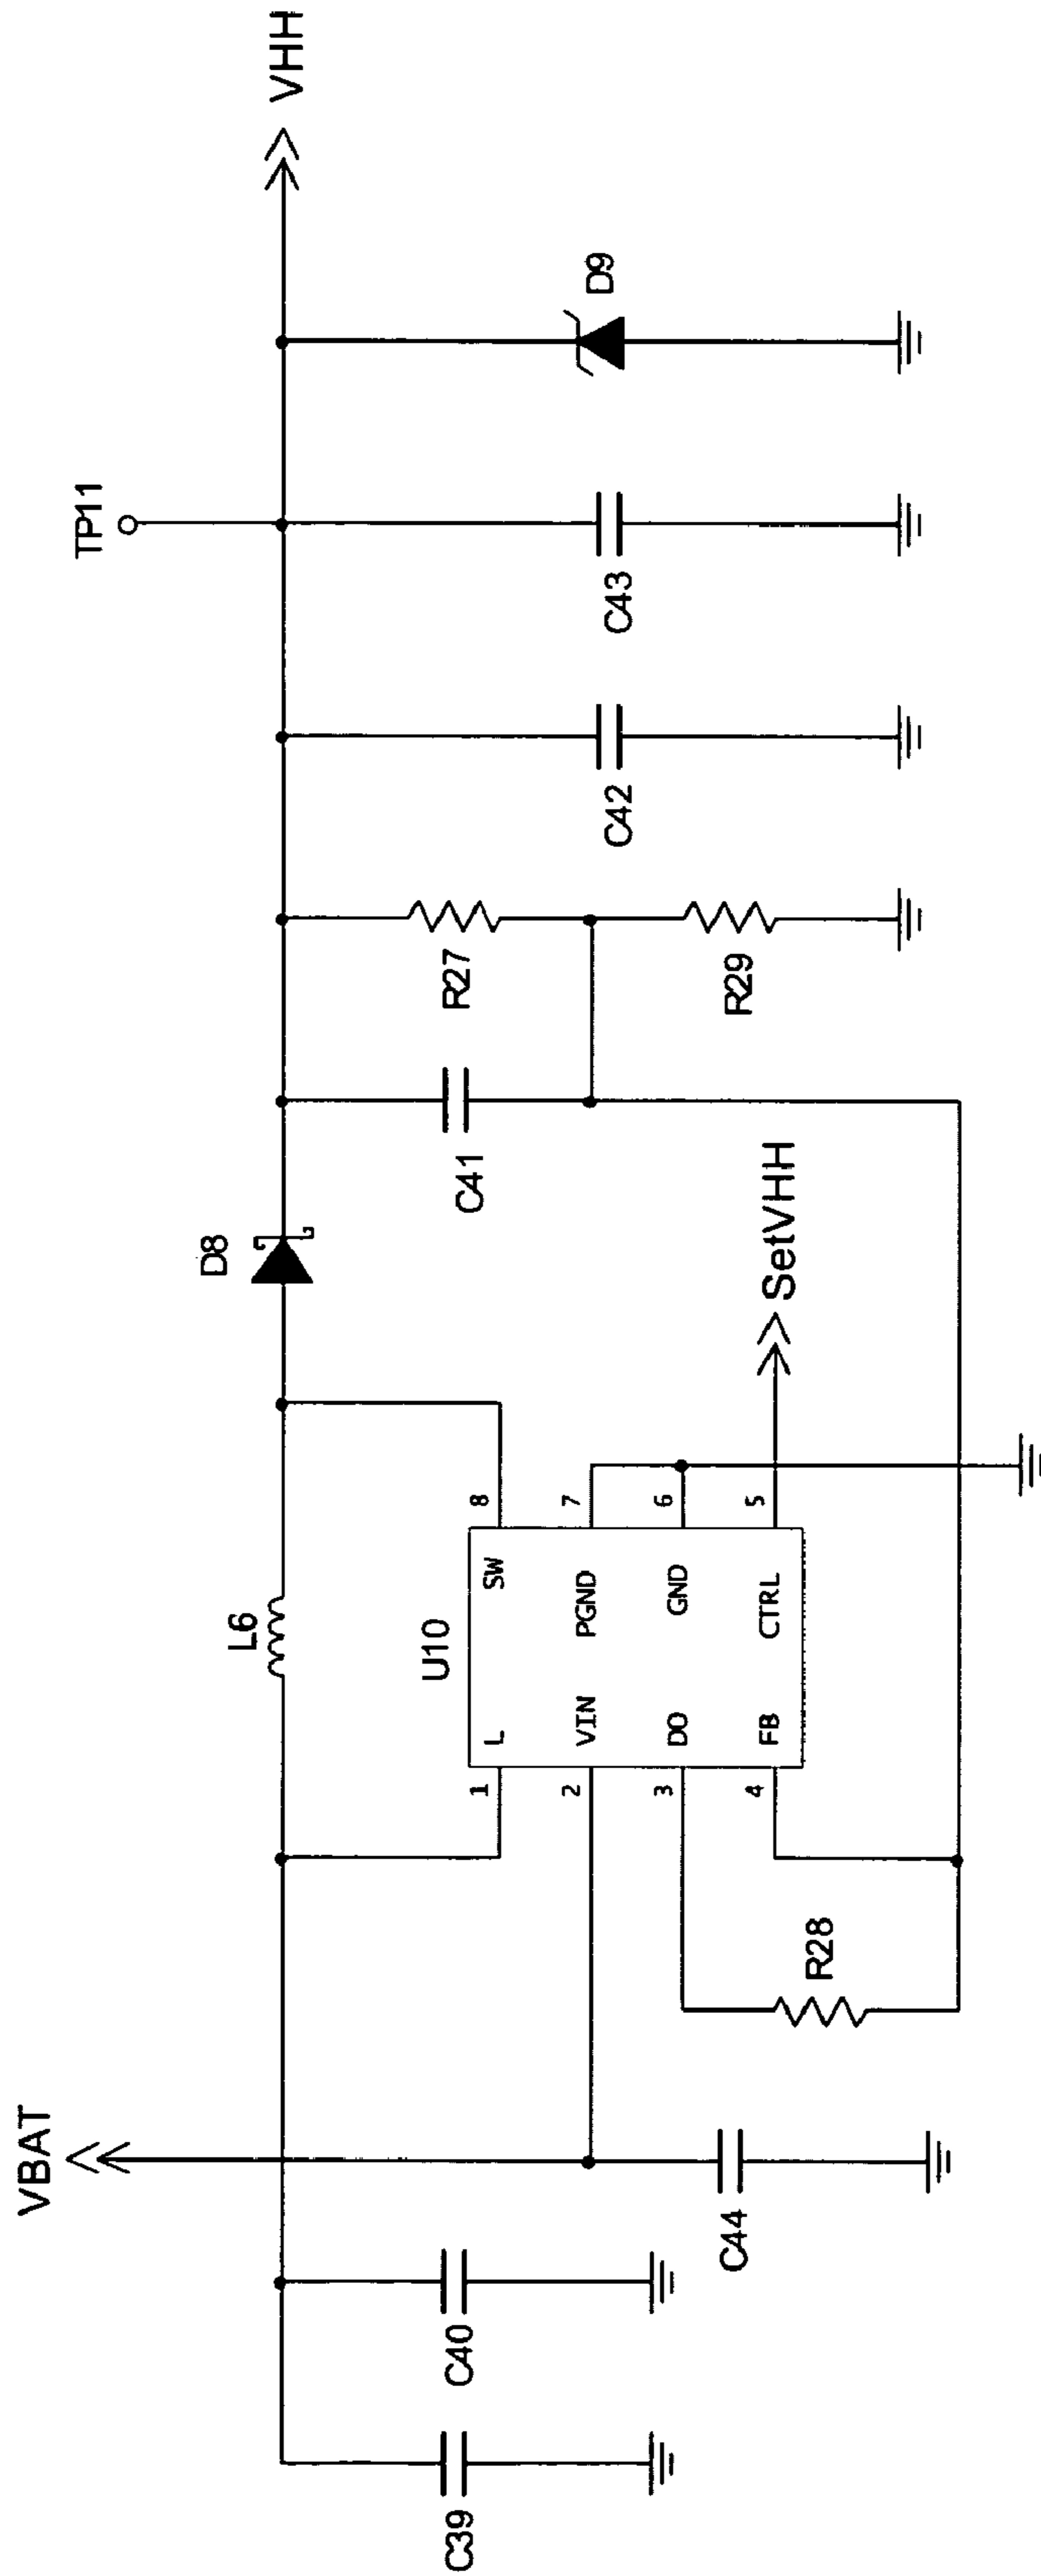 VBAT
TP11
VHH
L6
D8
C39
C40
C44
U10
1
L
SW
8
2
VIN
PGND
7
3
DO
GND
6
4
FB
CTRL
5
R28
SetVHH
C41
R27
R29
C42
C43
D9